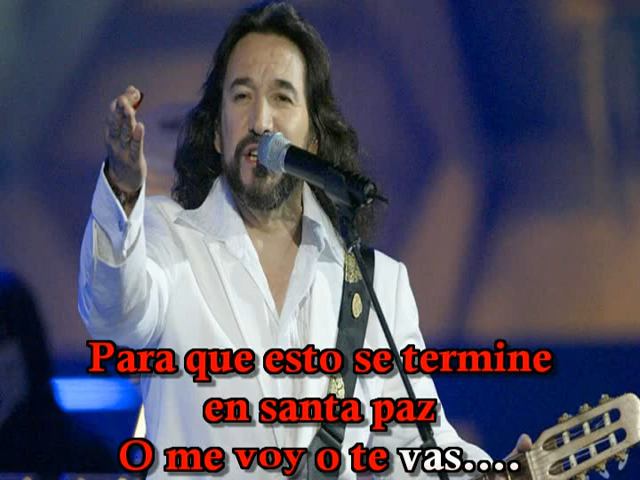 Para que esto se termine
en santa paz
O me voy o te vas....